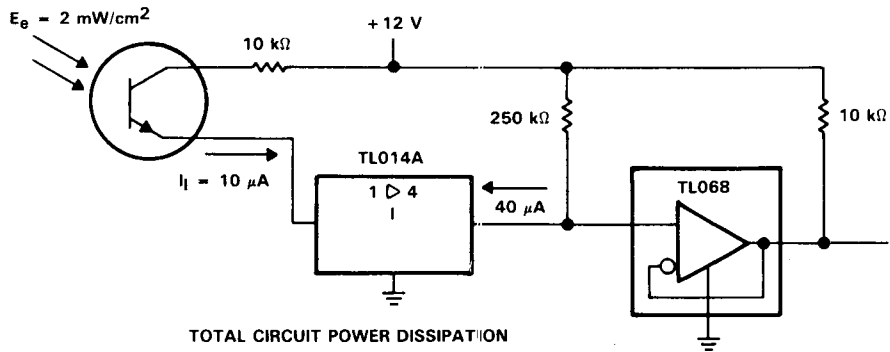 Ee = 2 mW/cm2
+12 V
10 kΩ
250 kΩ
10 kΩ
TL014A
TL068
II = 10 μA
1 ▷ 4
I
40 μA
TOTAL CIRCUIT POWER DISSIPATION